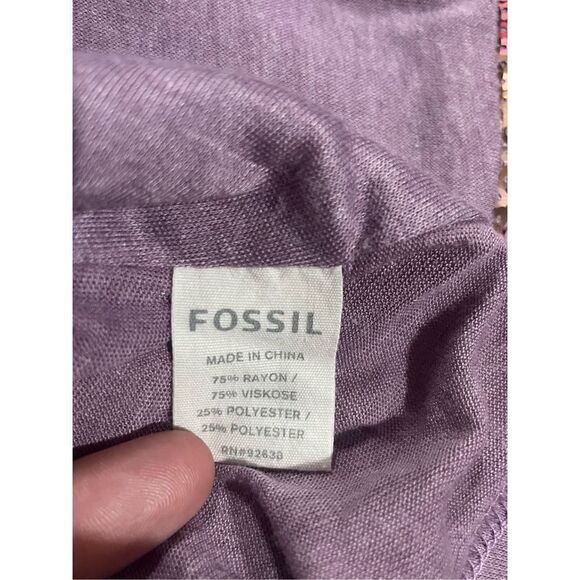 FOSSIL
MADE IN CHINA
75% RAYON /
75% VISKOSE
25% POLYESTER /
25% POLYESTER
RN#92630